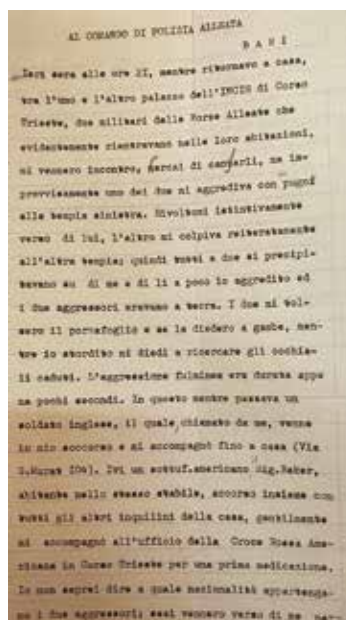 AL COMANDO DI POLIZIA ALLEATA
B A R I
Ieri sera alle ore 21, mentre ritornavo a casa,
tra l'uno e l'altro palazzo dell'INCIS di Corso
Trieste, due militari delle Forze Alleate che
evidentemente rientravano nelle loro abitazioni,
mi vennero incontro, cercai di , ma im-
provvisamente uno dei due mi aggrediva con pugni
alla tempia sinistra. Rivoltomi istintivamente
verso di lui, l'altro mi colpiva reiteratamente
all'altra tempia; quindi tutti a due si precipi-
tavano su di me e di lì a poco io aggredito ed
i due aggressori eravamo a terra. I due mi tol-
sero il portafoglio e se la diedero a gambe, men-
tre io stordito mi diedi a ricercare gli occhia-
li caduti. L'aggressione fulminea era durata appe
na pochi secondi. In questo mentre passava un
soldato inglese, il quale, chiamato da me, venne
in mio soccorso e mi accompagnò fino a casa (Via
Murat 104). Ivi un sottuf.americano Sig.Baker,
abitante nello stesso stabile, accorso insieme con
tutti gli altri inquilini della casa, gentilmente
mi accompagnò all'ufficio della Croce Rossa Ame-
ricana in Corso Trieste per una prima medicazione.
Io non saprei dire a quale nazionalità appartenga-
no i due aggressori; essi vennero verso di me